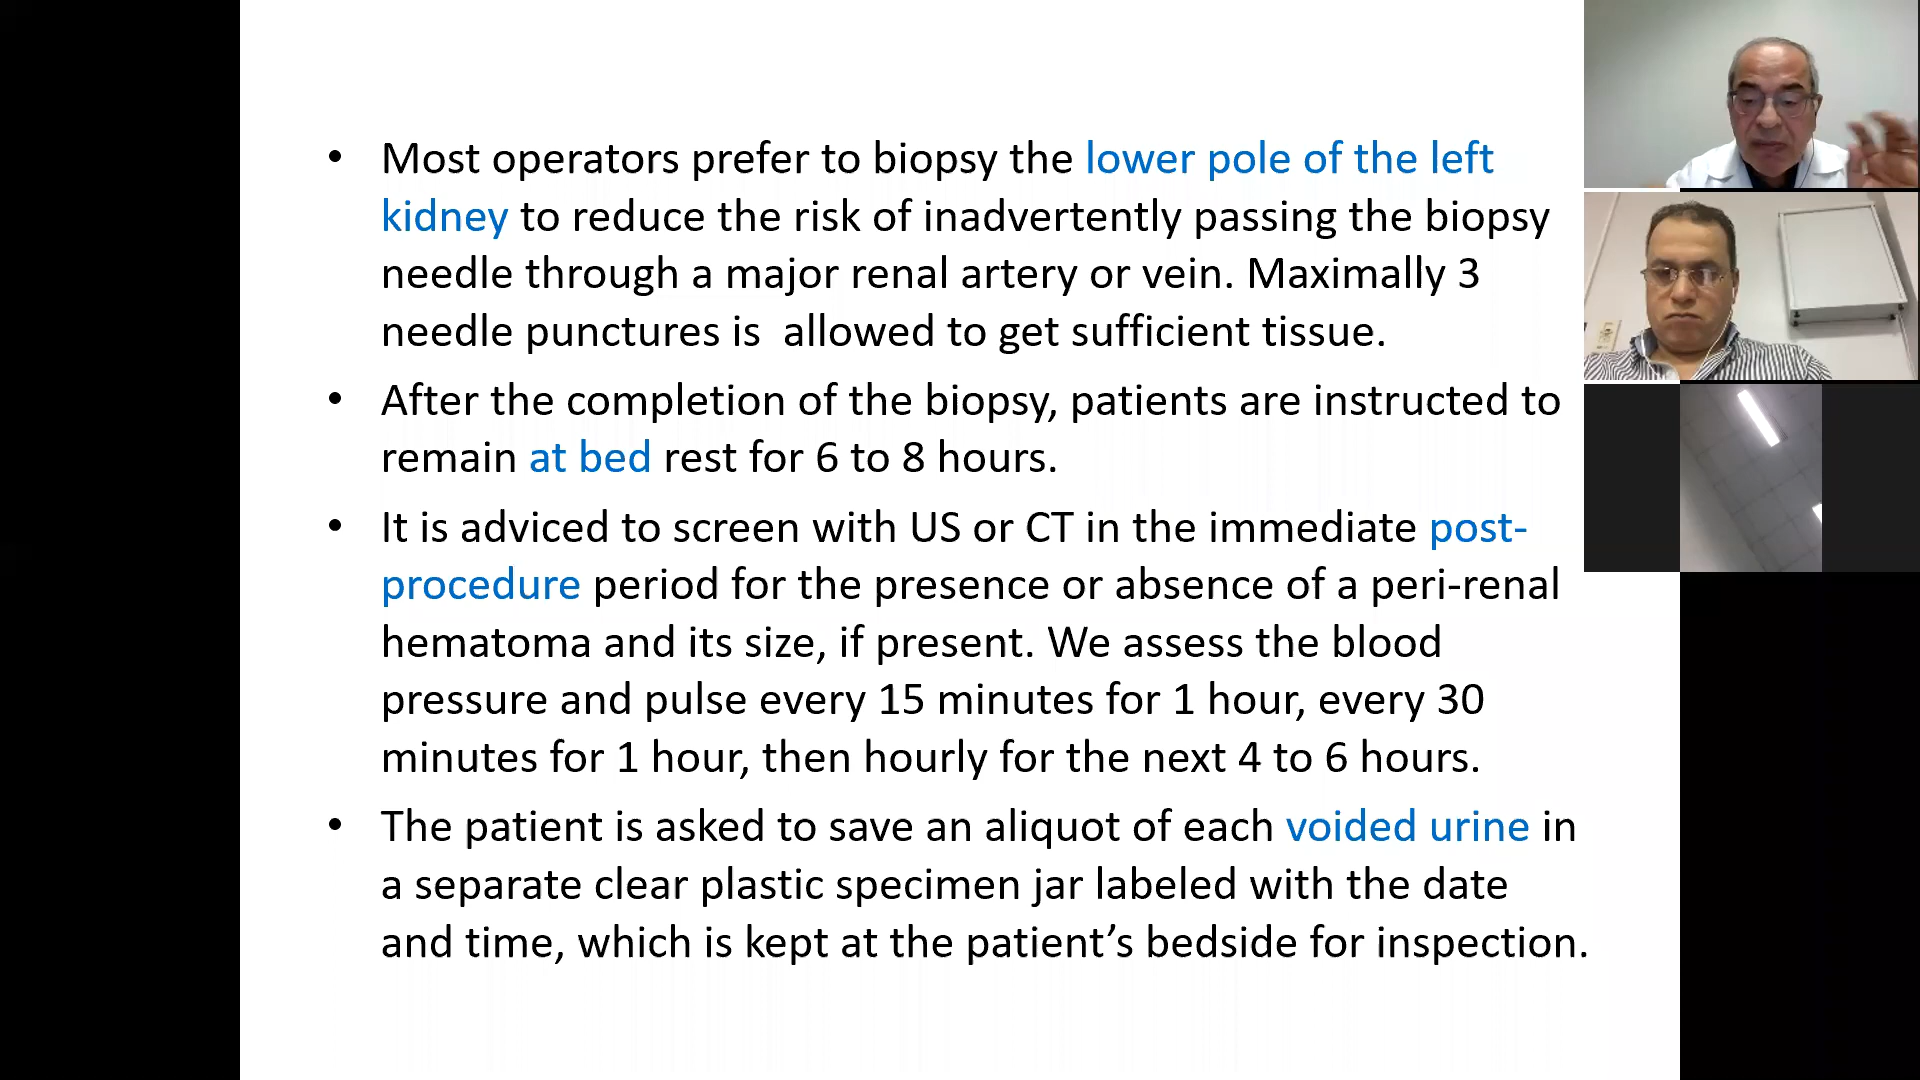 • Most operators prefer to biopsy the lower pole of the left
kidney to reduce the risk of inadvertently passing the biopsy
needle through a major renal artery or vein. Maximally 3
needle punctures is  allowed to get sufficient tissue.
• After the completion of the biopsy, patients are instructed to
remain at bed rest for 6 to 8 hours.
• It is adviced to screen with US or CT in the immediate post-
procedure period for the presence or absence of a peri-renal
hematoma and its size, if present. We assess the blood
pressure and pulse every 15 minutes for 1 hour, every 30
minutes for 1 hour, then hourly for the next 4 to 6 hours.
• The patient is asked to save an aliquot of each voided urine in
a separate clear plastic specimen jar labeled with the date
and time, which is kept at the patient’s bedside for inspection.